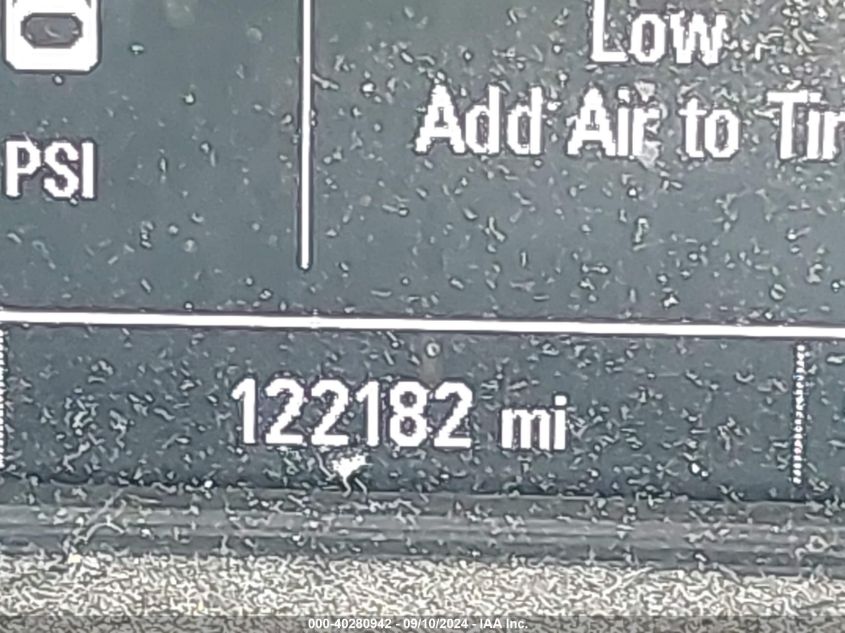 Low
Add Air to Tir
PSI
122182 mi
000-40280942 - 09/10/2024 - IAA Inc.